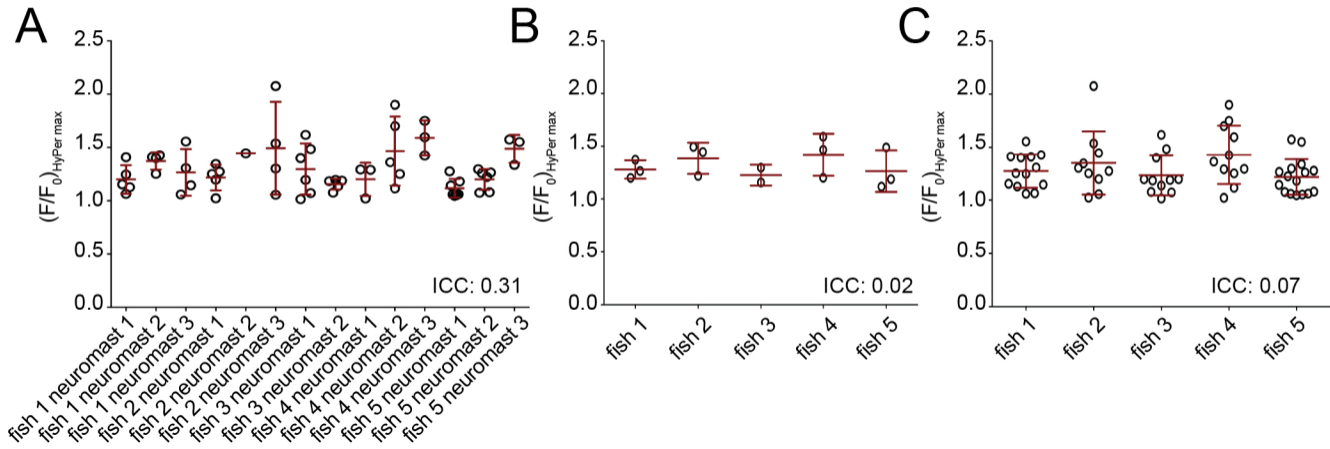 A
2.5
2.0
1.5
1.0
0.5
0.0
(F/F0)HyPer max
ICC: 0.31
fish 1 neuromast 1
fish 1 neuromast 2
fish 1 neuromast 3
fish 2 neuromast 1
fish 2 neuromast 2
fish 2 neuromast 3
fish 3 neuromast 1
fish 3 neuromast 2
fish 4 neuromast 1
fish 4 neuromast 2
fish 4 neuromast 3
fish 5 neuromast 1
fish 5 neuromast 2
fish 5 neuromast 3
B
2.5
2.0
1.5
1.0
0.5
0.0
(F/F0)HyPer max
ICC: 0.02
fish 1
fish 2
fish 3
fish 4
fish 5
C
2.5
2.0
1.5
1.0
0.5
0.0
(F/F0)HyPer max
ICC: 0.07
fish 1
fish 2
fish 3
fish 4
fish 5